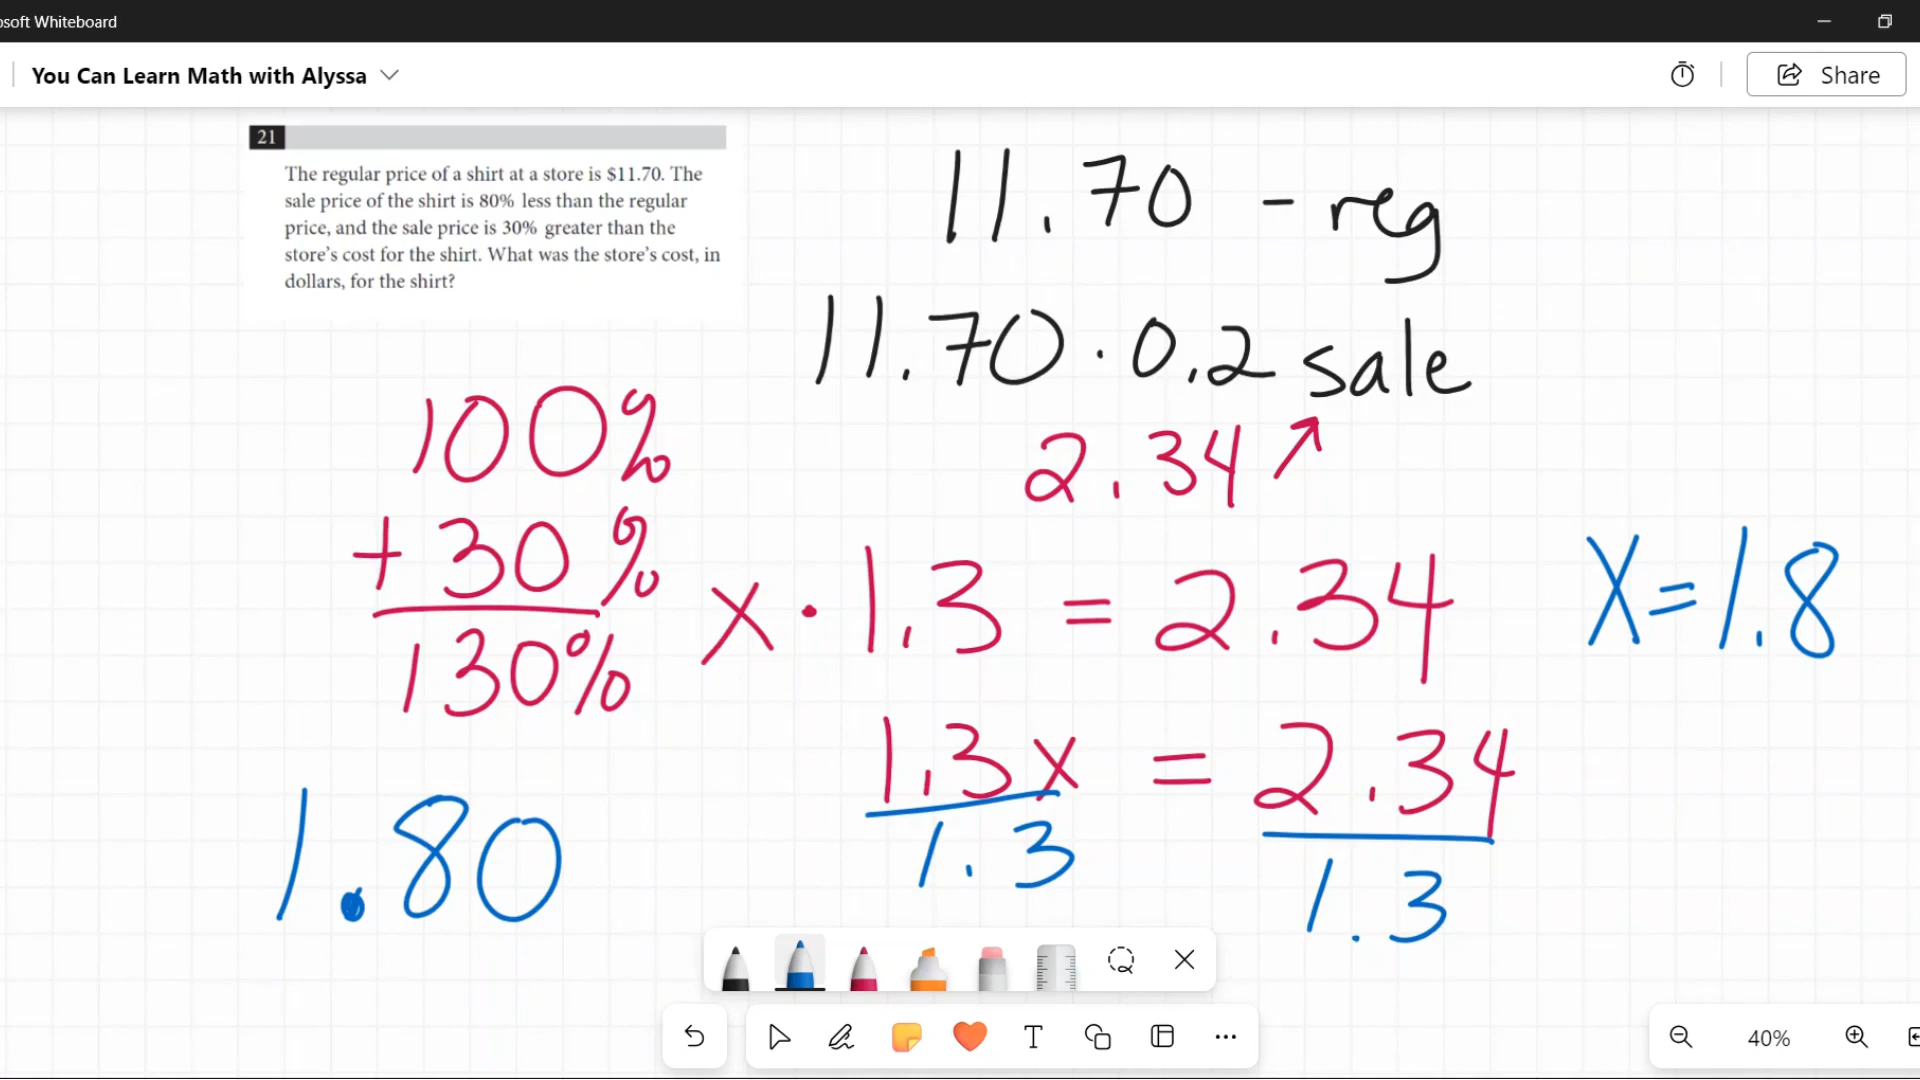 osoft Whiteboard
You Can Learn Math with Alyssa
Share
21
The regular price of a shirt at a store is $11.70. The
sale price of the shirt is 80% less than the regular
price, and the sale price is 30% greater than the
store's cost for the shirt. What was the store's cost, in
dollars, for the shirt?
11.70 - reg
11.70 · 0.2 sale
2.34
100%
+ 30%
130%
x · 1.3 = 2.34
x = 1.8
1.3x = 2.34
1.3 1.3
1.80
T
40%